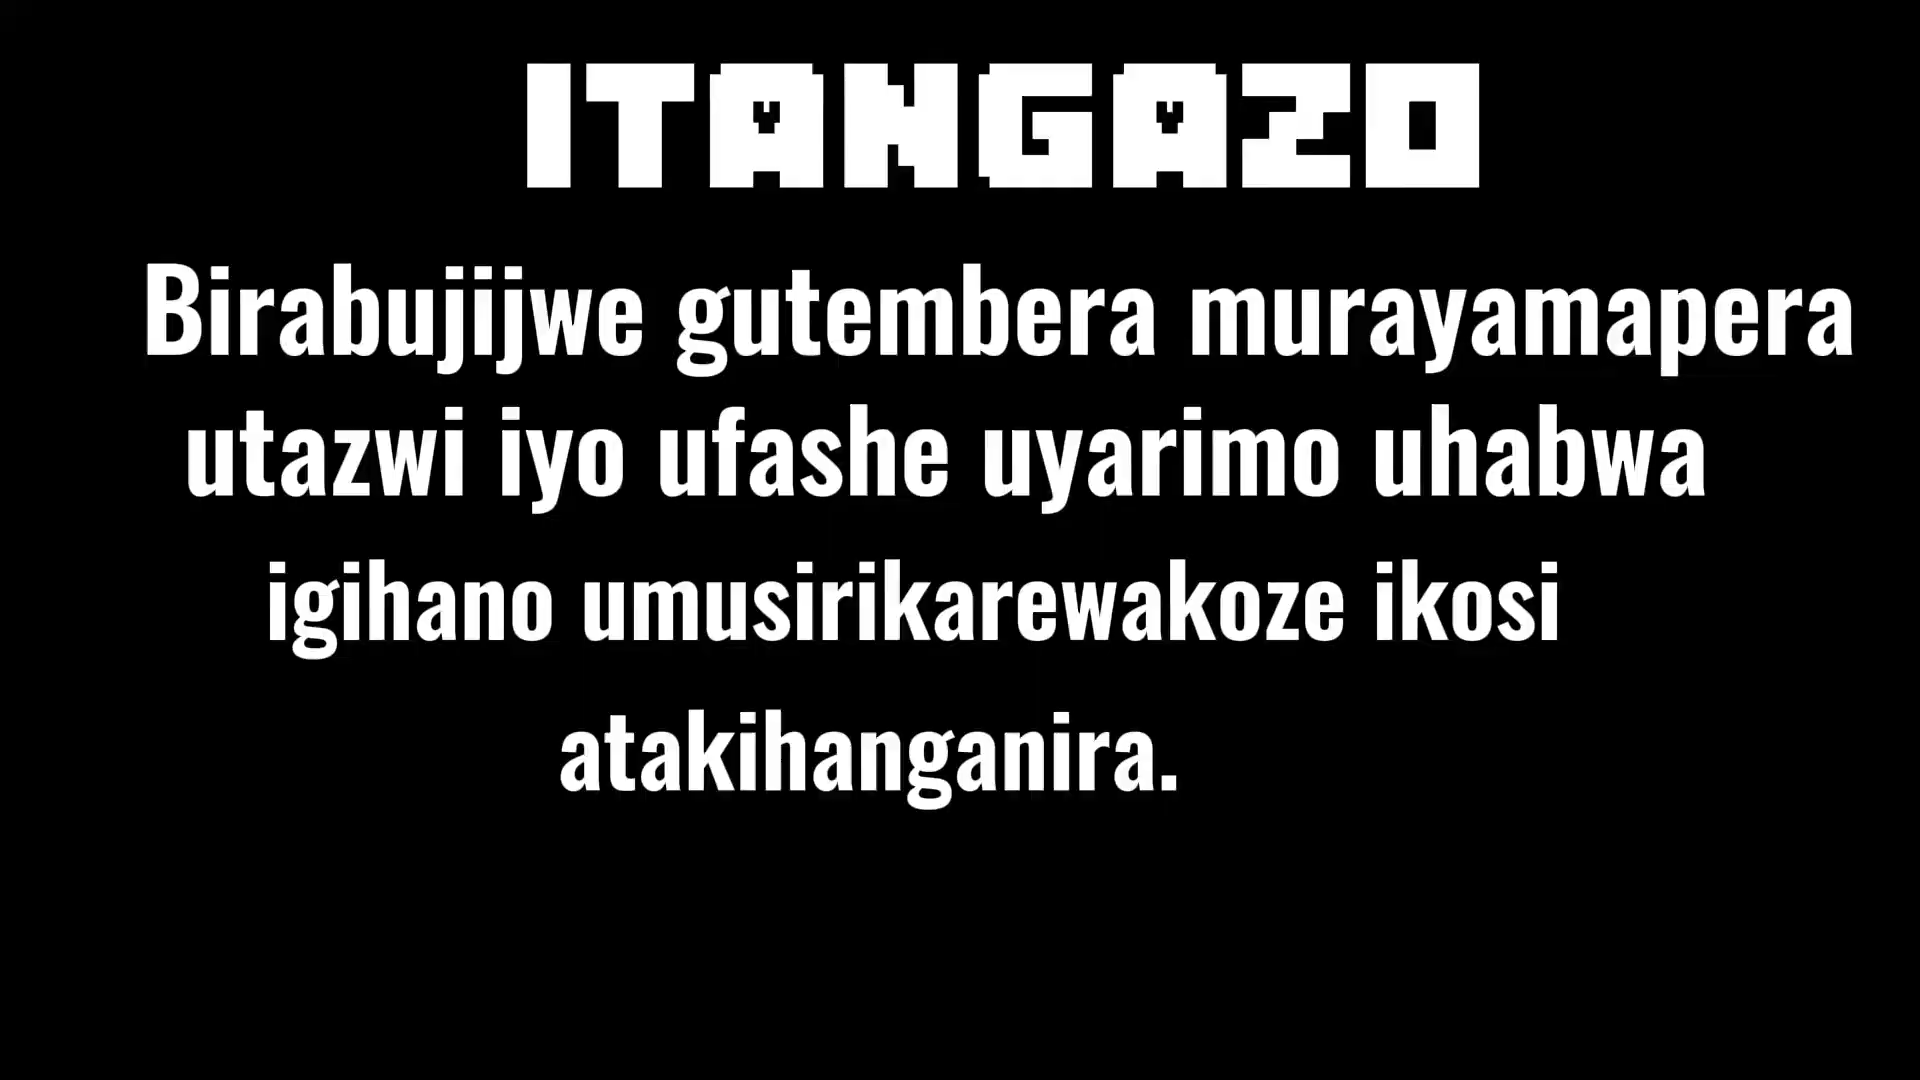 ITANGAZO
Birabujijwe gutembera murayamapera
utazwi iyo ufashe uyarimo uhabwa
igihano umusirikarewakoze ikosi
atakihanganira.